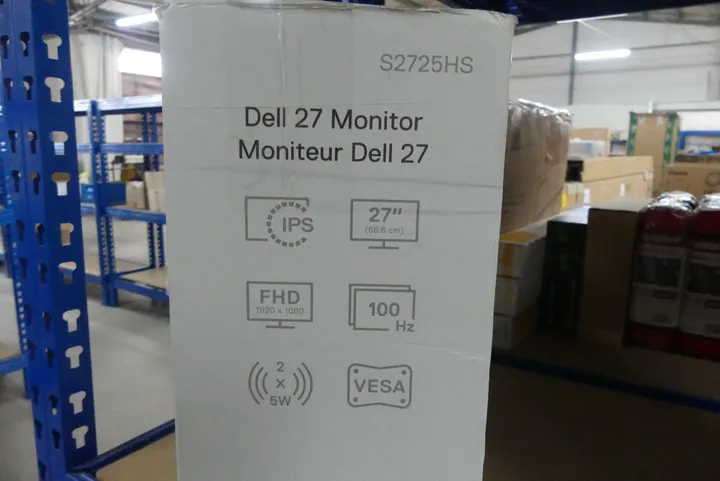 S2725HS
Dell 27 Monitor
Moniteur Dell 27
IPS
27"
(68.6 cm)
FHD
1920 x 1080
100
Hz
2
x
5W
VESA